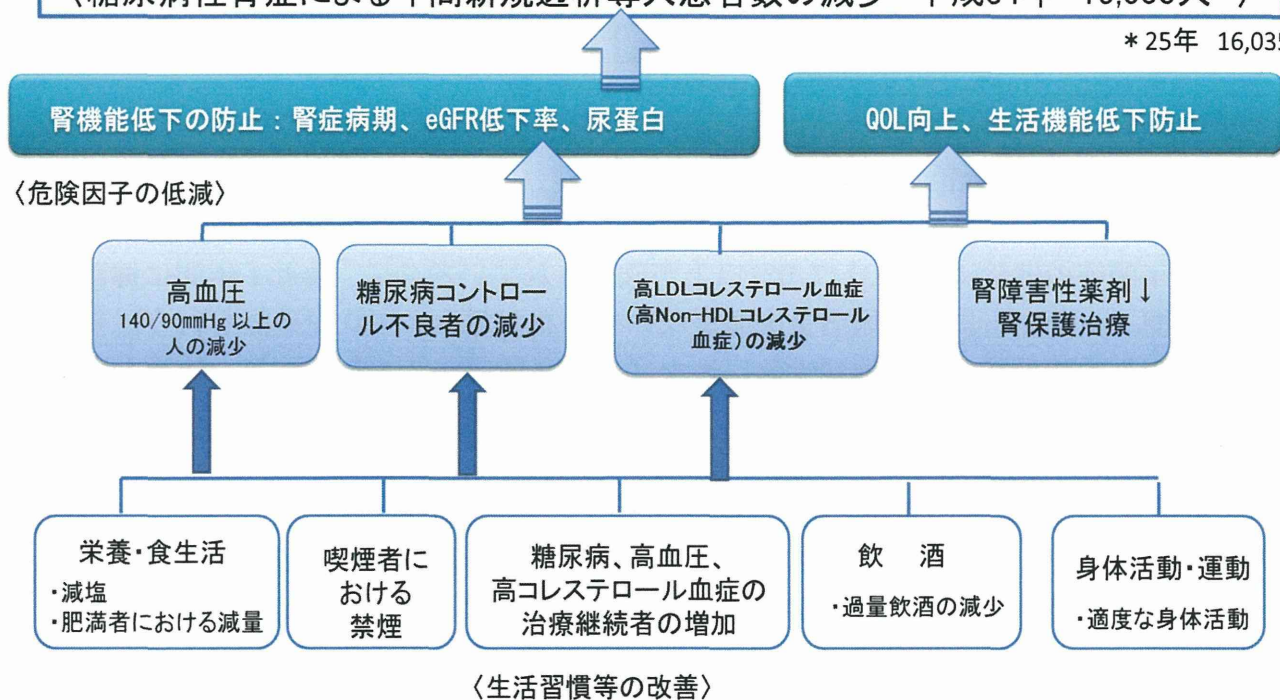 *25年 16,035
腎機能低下の防止：腎症病期、eGFR低下率、尿蛋白
QOL向上、生活機能低下防止
〈危険因子の低減〉
高血圧
140/90mmHg 以上の
人の減少
糖尿病コントロー
ル不良者の減少
高LDLコレステロール血症
(高Non-HDLコレステロール
血症)の減少
腎障害性薬剤↓
腎保護治療
栄養・食生活
・減塩
・肥満者における減量
喫煙者に
おける
禁煙
糖尿病、高血圧、
高コレステロール血症の
治療継続者の増加
飲 酒
・過量飲酒の減少
身体活動・運動
・適度な身体活動
〈生活習慣等の改善〉